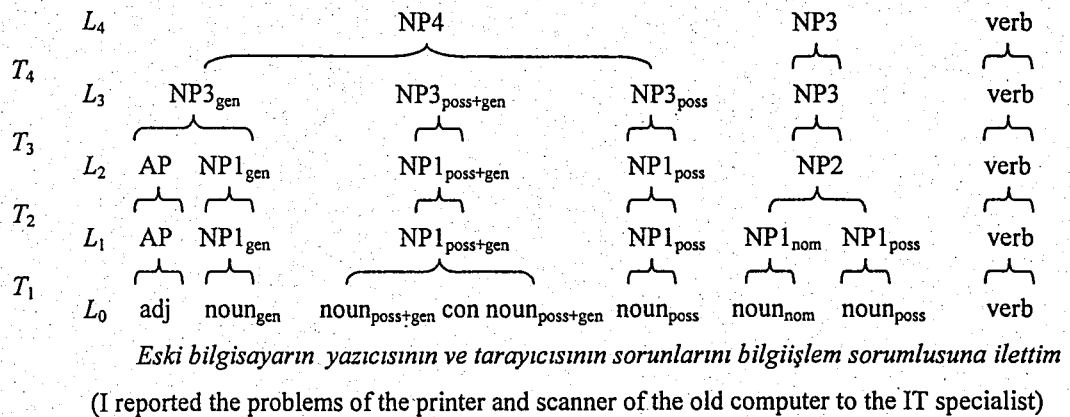 L4 NP4 NP3 verb
T4
L3 NP3gen NP3poss+gen NP3poss NP3 verb
T3
L2 AP NP1gen NP1poss+gen NP1poss NP2 verb
T2
L1 AP NP1gen NP1poss+gen NP1poss NP1nom NP1poss verb
T1
L0 adj noungen nounposs+gen con nounposs+gen nounposs nounnom nounposs verb
Eski bilgisayarın yazıcısının ve tarayıcısının sorunlarını bilgiişlem sorumlusuna ilettim
(I reported the problems of the printer and scanner of the old computer to the IT specialist)